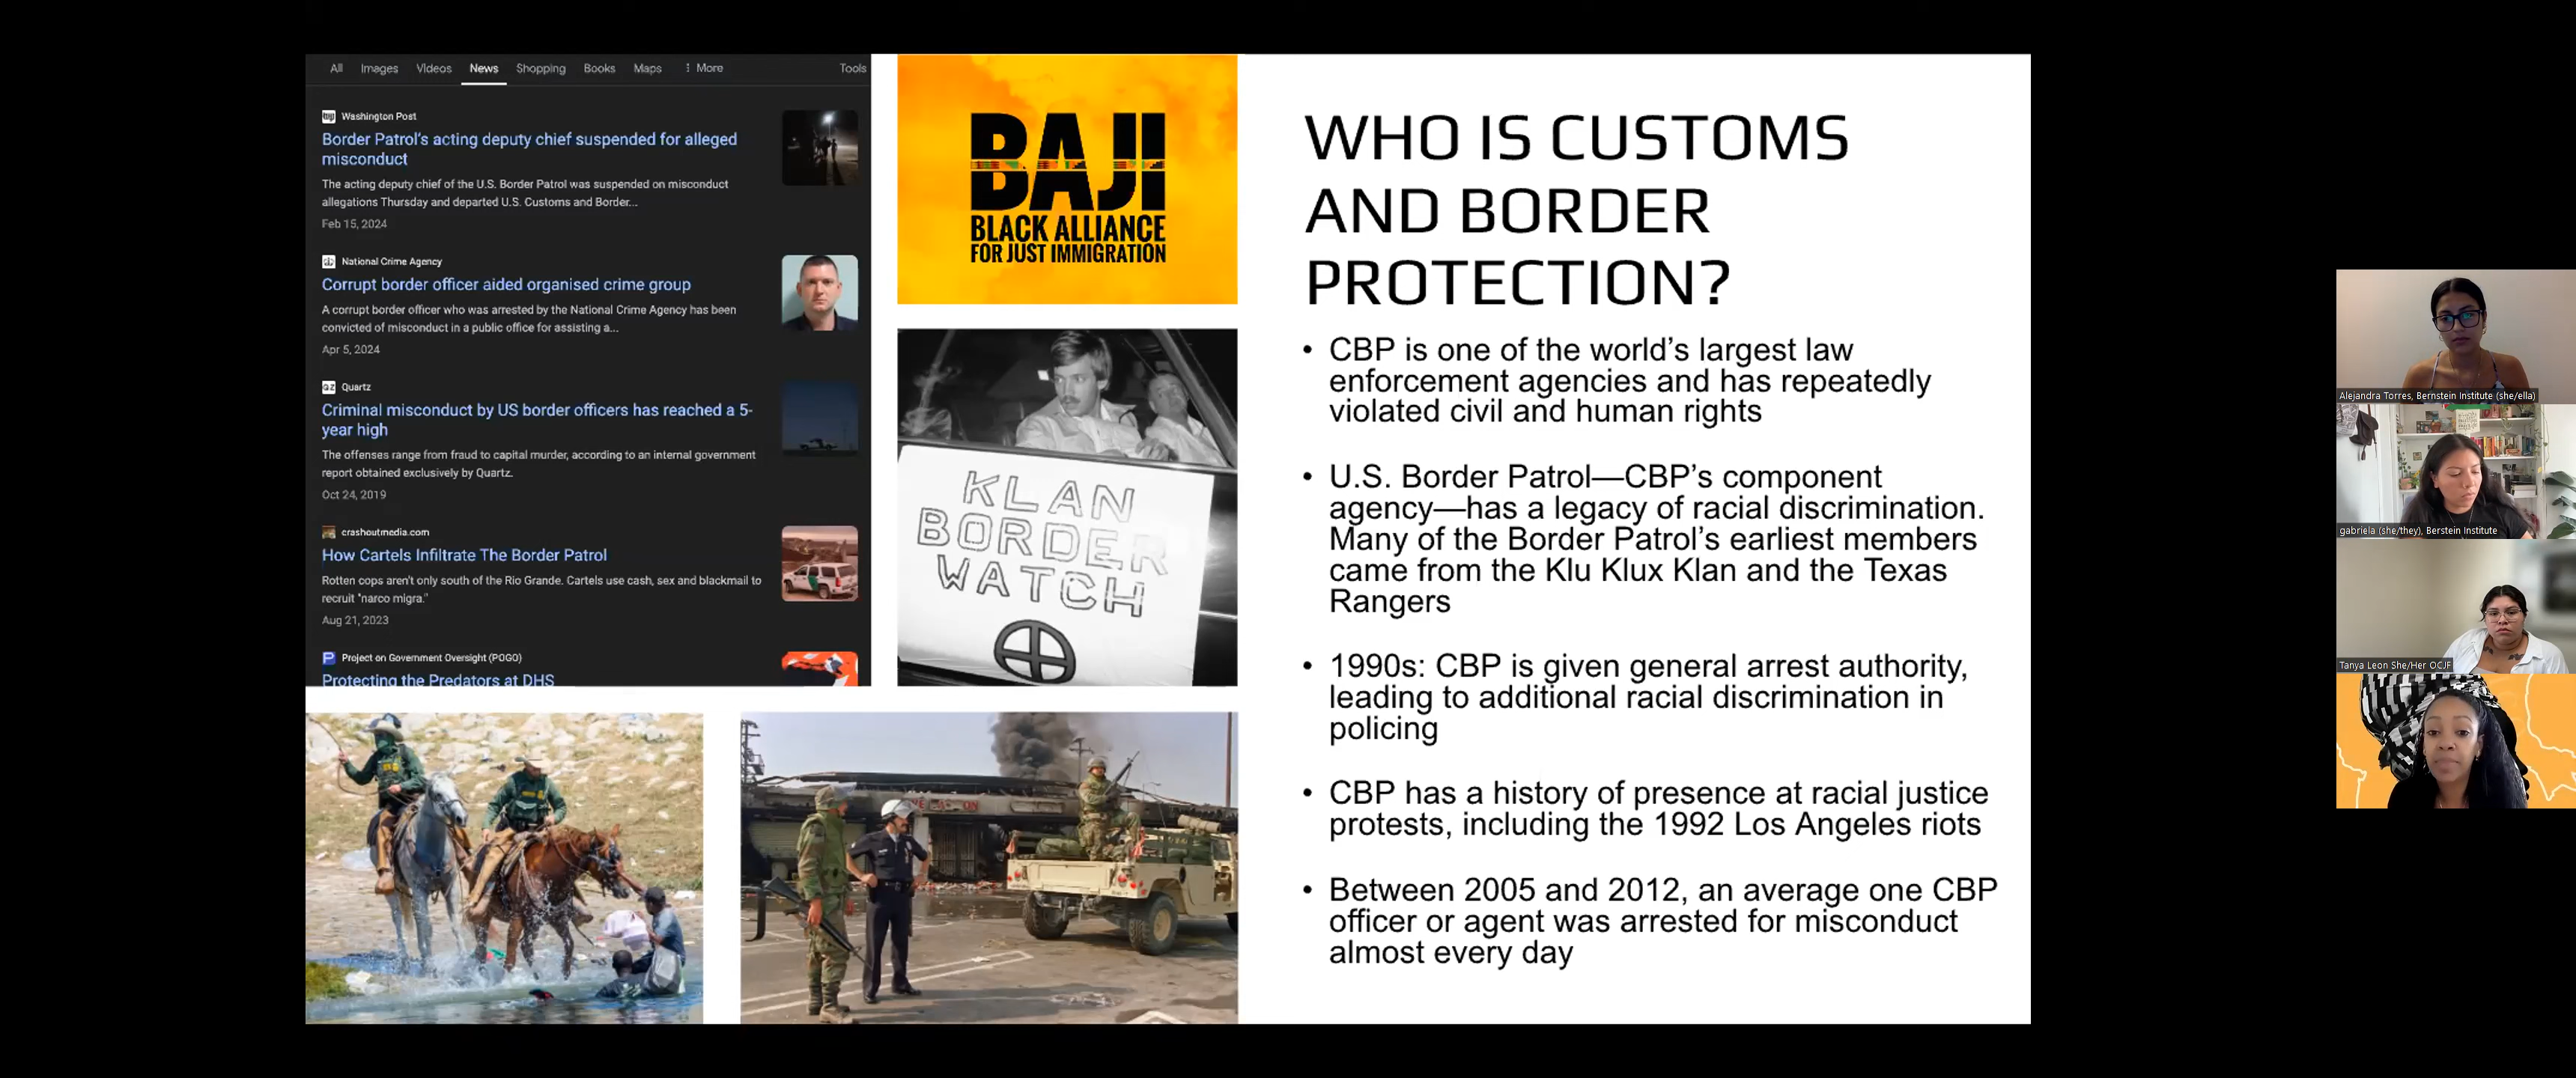 All Images Videos News Shopping Books Maps More Tools
Washington Post
Border Patrol's acting deputy chief suspended for alleged
misconduct
The acting deputy chief of the U.S. Border Patrol was suspended on misconduct
allegations Thursday and departed U.S. Customs and Border...
Feb 15, 2024
National Crime Agency
Corrupt border officer aided organised crime group
A corrupt border officer who was arrested by the National Crime Agency has been
convicted of misconduct in a public office for assisting a...
Apr 5, 2024
Quartz
Criminal misconduct by US border officers has reached a 5-
year high
The offenses range from fraud to capital murder, according to an internal government
report obtained exclusively by Quartz.
Oct 24, 2019
crashoutmedia.com
How Cartels Infiltrate The Border Patrol
Rotten cops aren't only south of the Rio Grande. Cartels use cash, sex and blackmail to
recruit "narco migra."
Aug 21, 2023
Project on Government Oversight (POGO)
Protecting the Predators at DHS
BAJI
BLACK ALLIANCE
FOR JUST IMMIGRATION
KLAN
BORDER
WATCH
WHO IS CUSTOMS
AND BORDER
PROTECTION?
• CBP is one of the world's largest law
enforcement agencies and has repeatedly
violated civil and human rights
• U.S. Border Patrol—CBP's component
agency—has a legacy of racial discrimination.
Many of the Border Patrol's earliest members
came from the Klu Klux Klan and the Texas
Rangers
• 1990s: CBP is given general arrest authority,
leading to additional racial discrimination in
policing
• CBP has a history of presence at racial justice
protests, including the 1992 Los Angeles riots
• Between 2005 and 2012, an average one CBP
officer or agent was arrested for misconduct
almost every day
Alejandra Torres, Bernstein Institute (she/ella)
gabriela (she/they), Berstein Institute
Tanya Leon She/Her OCJF